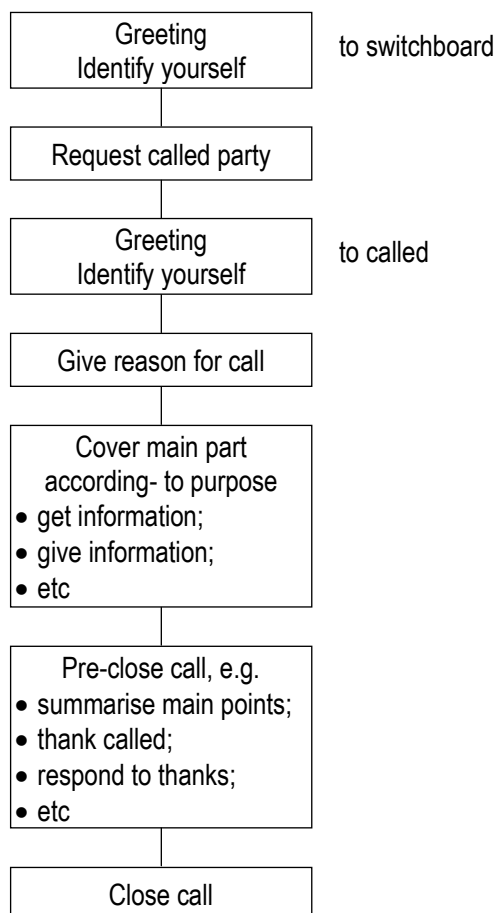 Greeting
Identify yourself
to switchboard
Request called party
Greeting
Identify yourself
to called
Give reason for call
Cover main part
according- to purpose
• get information;
• give information;
• etc
Pre-close call, e.g.
• summarise main points;
• thank called;
• respond to thanks;
• etc
Close call